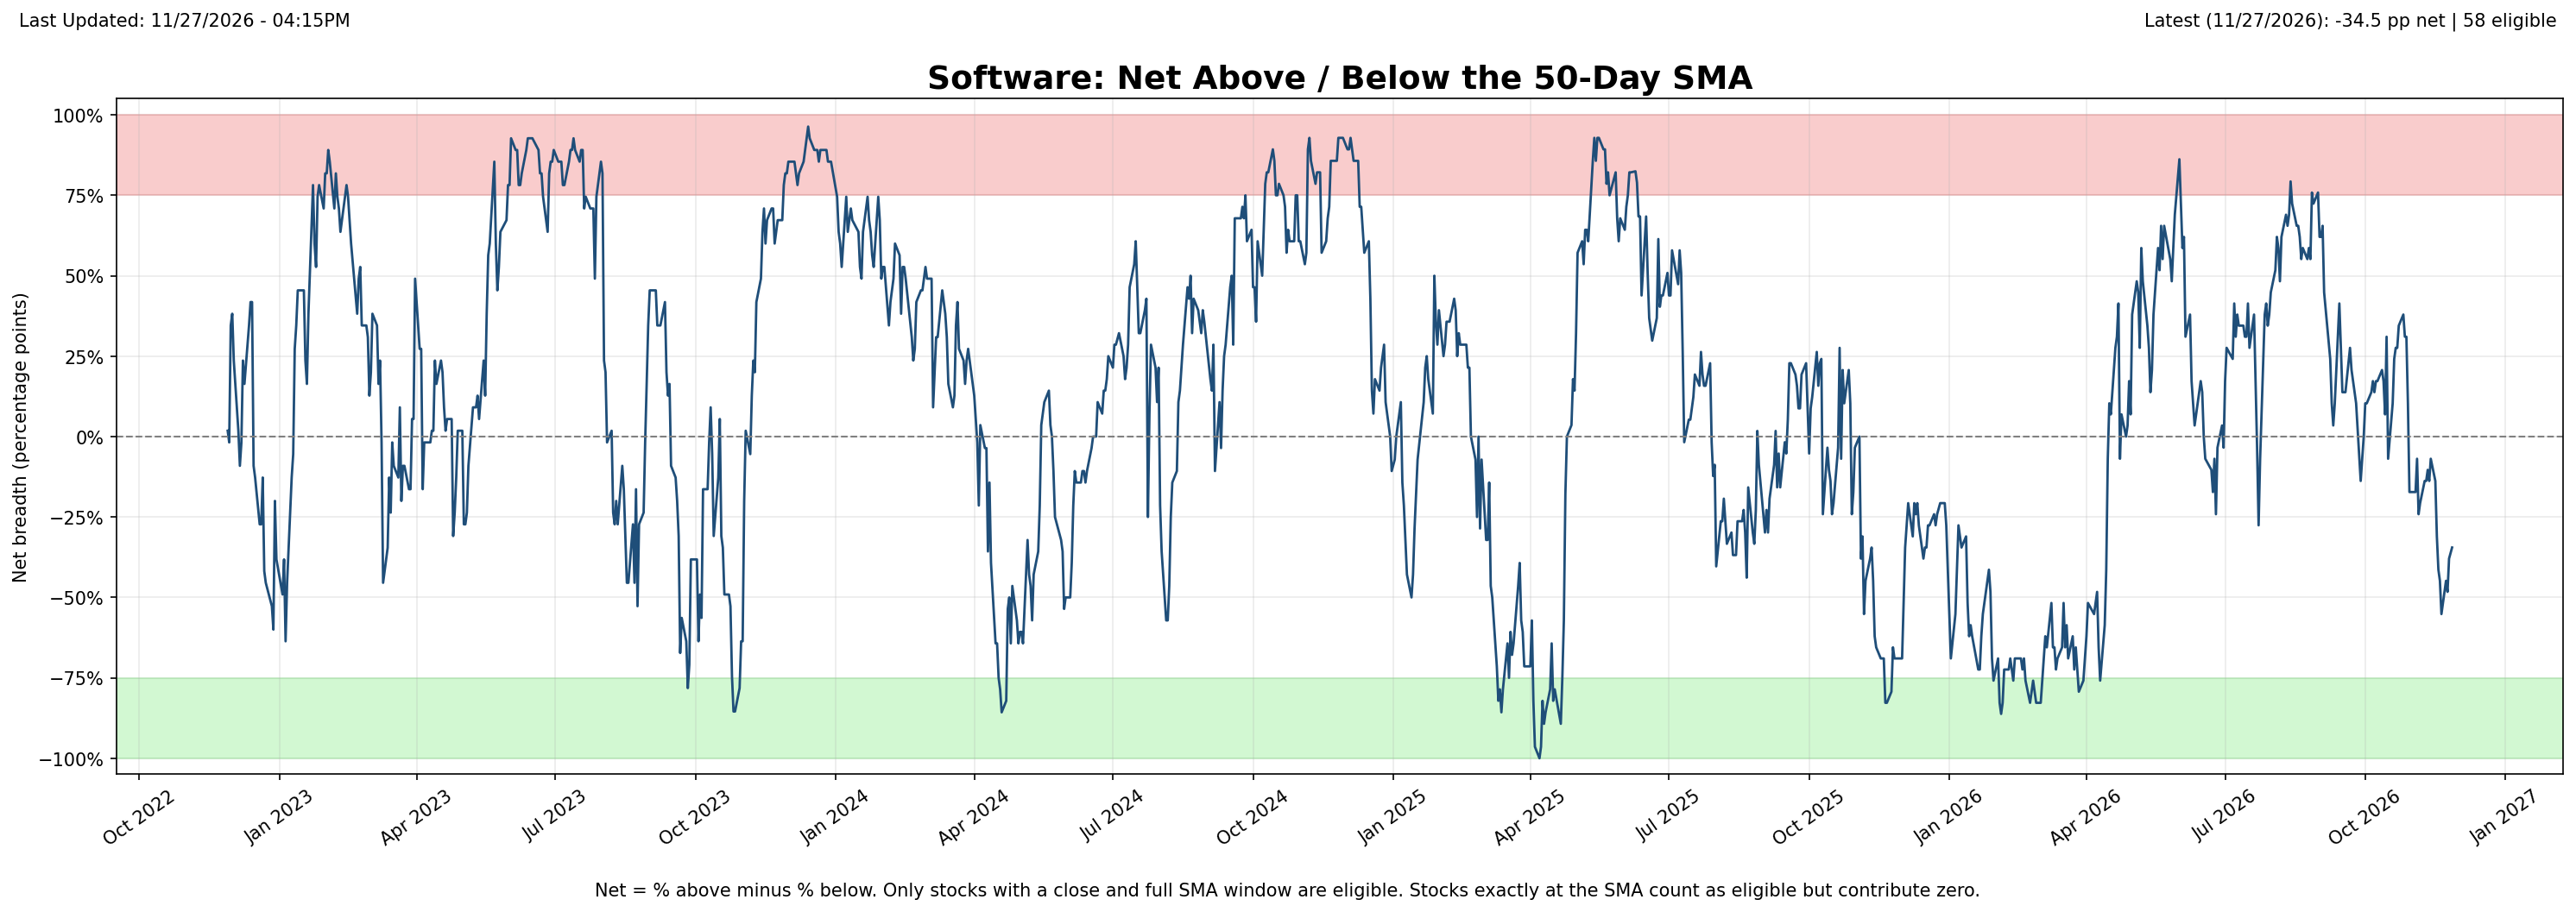 Last Updated: 11/27/2026 - 04:15PM
Latest (11/27/2026): -34.5 pp net | 58 eligible
Software: Net Above / Below the 50-Day SMA
Net breadth (percentage points)
100%
75%
50%
25%
0%
−25%
−50%
−75%
−100%
Oct 2022
Jan 2023
Apr 2023
Jul 2023
Oct 2023
Jan 2024
Apr 2024
Jul 2024
Oct 2024
Jan 2025
Apr 2025
Jul 2025
Oct 2025
Jan 2026
Apr 2026
Jul 2026
Oct 2026
Jan 2027
Net = % above minus % below. Only stocks with a close and full SMA window are eligible. Stocks exactly at the SMA count as eligible but contribute zero.